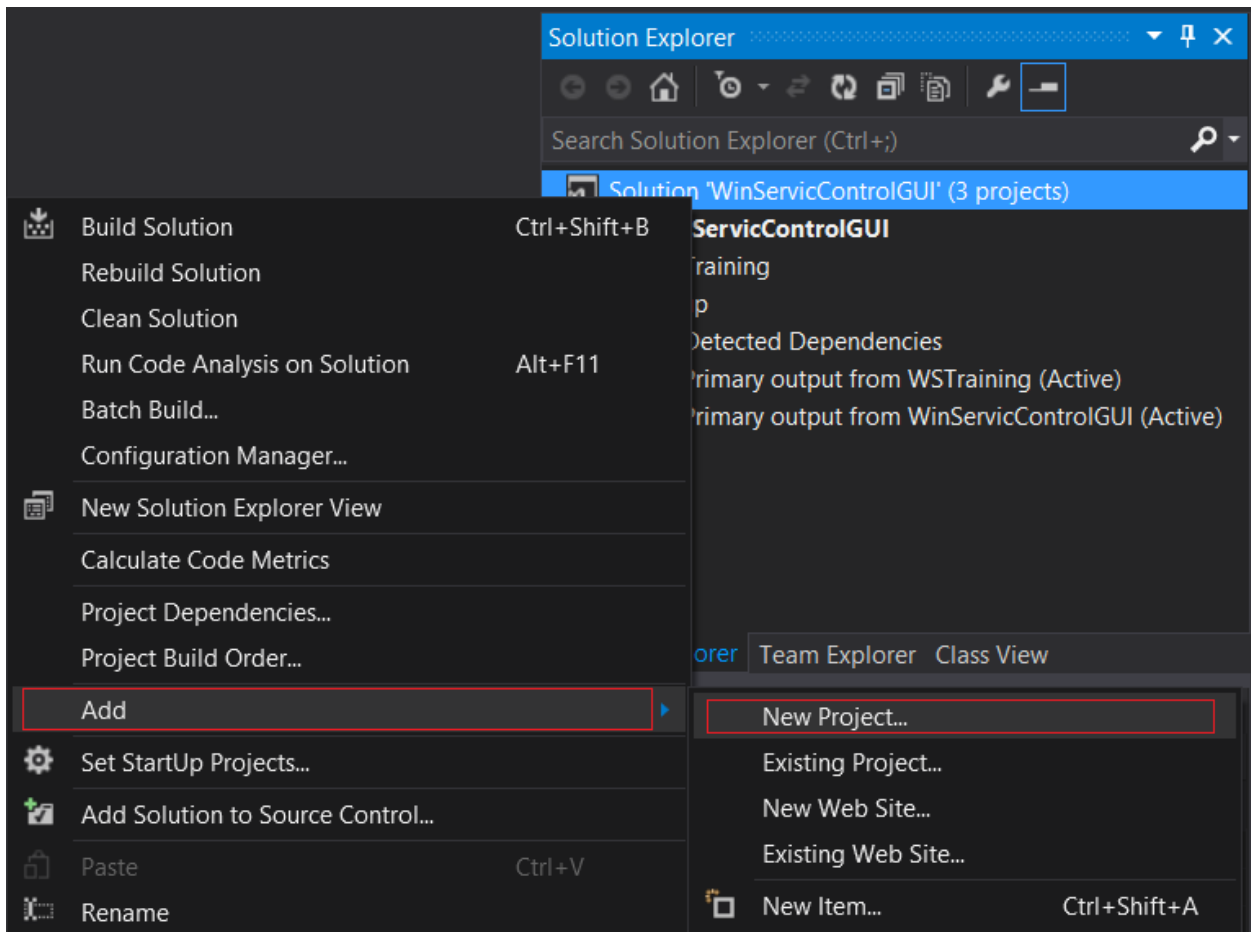 Solution Explorer
Search Solution Explorer (Ctrl+;)
Solution 'WinServicControlGUI' (3 projects)
ServicControlGUI
raining
p
Detected Dependencies
Primary output from WSTraining (Active)
Primary output from WinServicControlGUI (Active)
orer Team Explorer Class View
Build Solution Ctrl+Shift+B
Rebuild Solution
Clean Solution
Run Code Analysis on Solution Alt+F11
Batch Build...
Configuration Manager...
New Solution Explorer View
Calculate Code Metrics
Project Dependencies...
Project Build Order...
Add
Set StartUp Projects...
Add Solution to Source Control...
Paste Ctrl+V
Rename
New Project...
Existing Project...
New Web Site...
Existing Web Site...
New Item... Ctrl+Shift+A